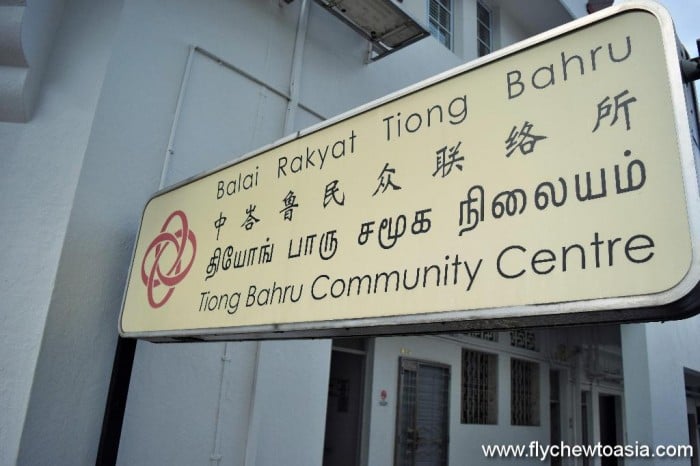 Balai Rakyat Tiong Bahru
中峇鲁民众联络所
தியோங் பாரு சமூக நிலையம்
Tiong Bahru Community Centre
www.flychewtoasia.com